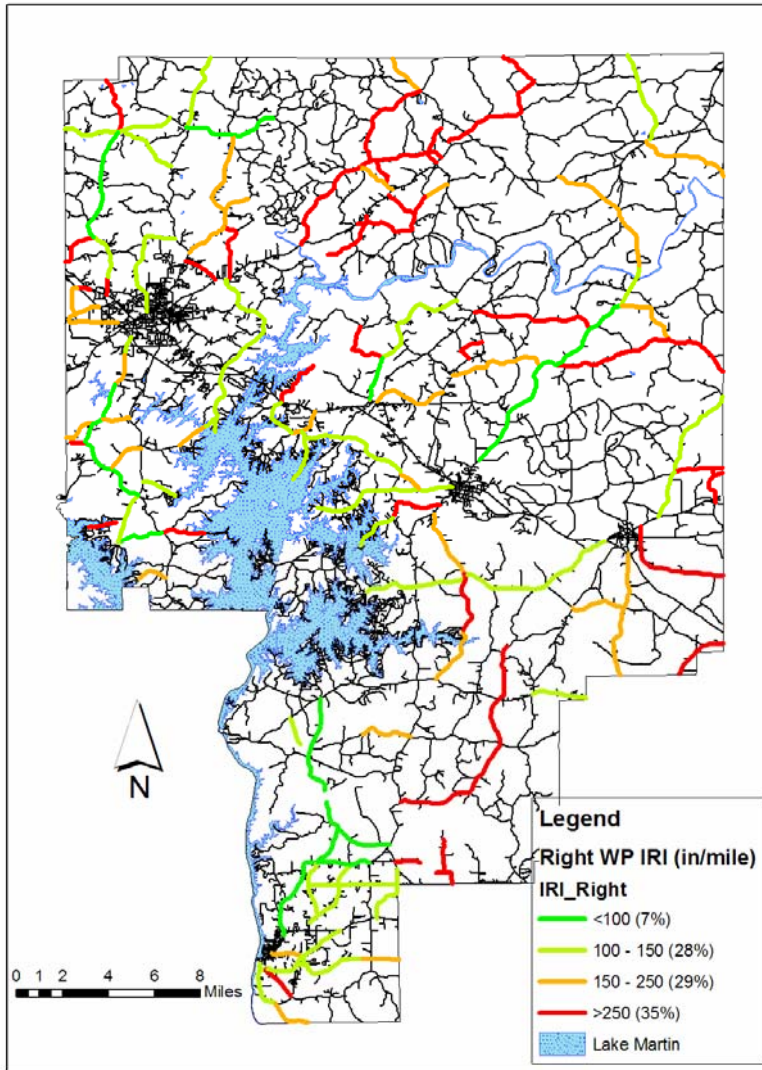 N
0 1 2 4 6 8
Miles
Legend
Right WP IRI (in/mile)
IRI_Right
<100 (7%)
100 - 150 (28%)
150 - 250 (29%)
>250 (35%)
Lake Martin